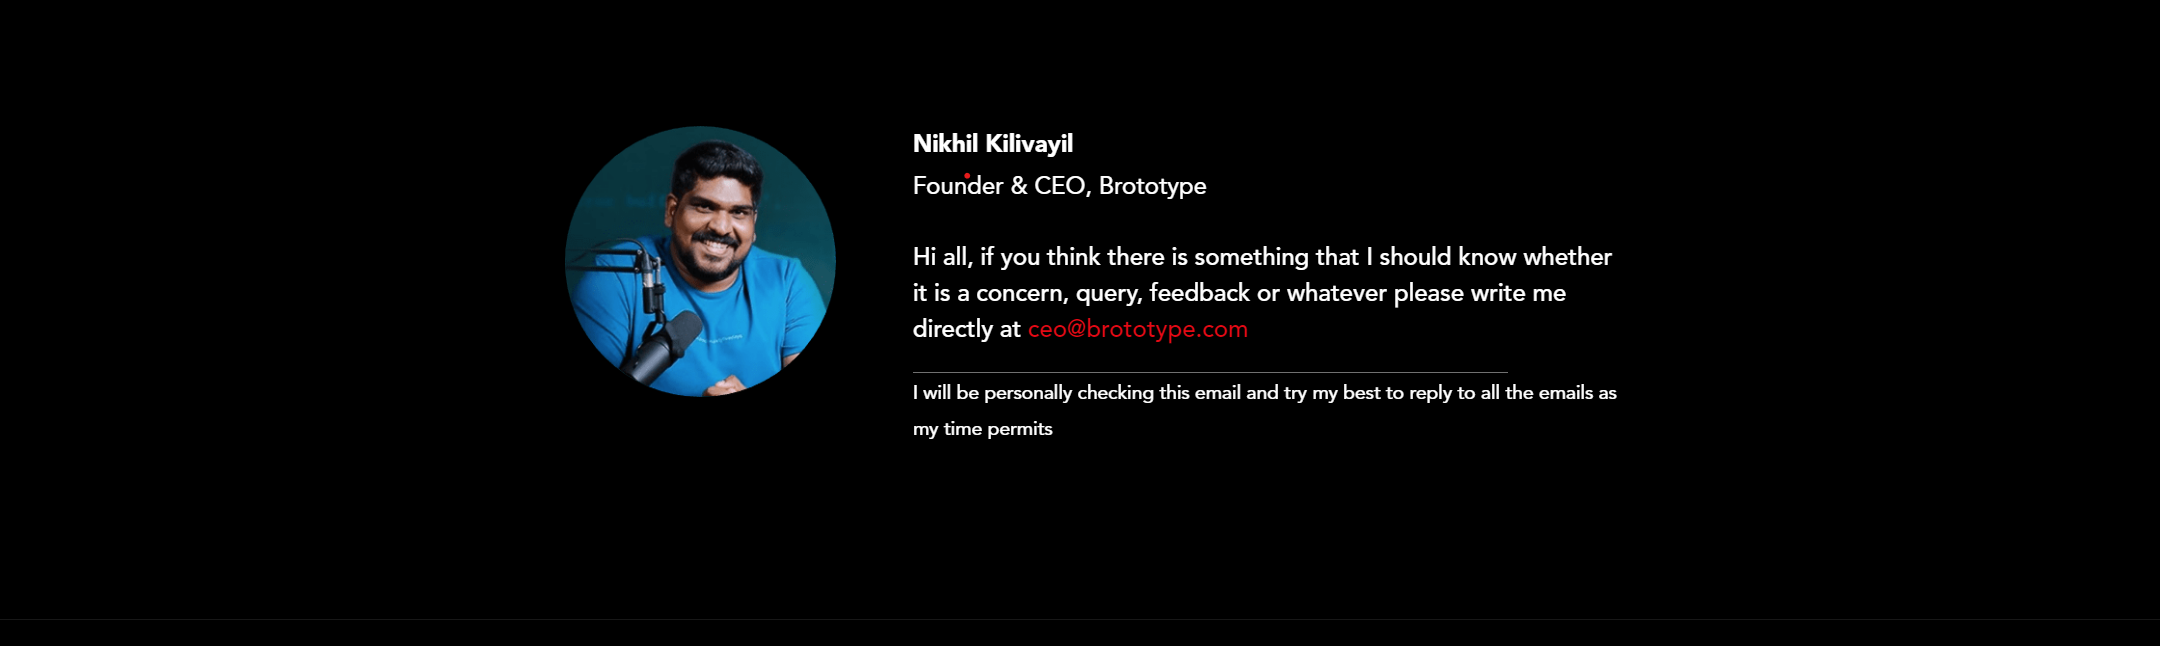 Nikhil Kilivayil
Founder & CEO, Brototype
Hi all, if you think there is something that I should know whether
it is a concern, query, feedback or whatever please write me
directly at ceo@brototype.com
I will be personally checking this email and try my best to reply to all the emails as
my time permits